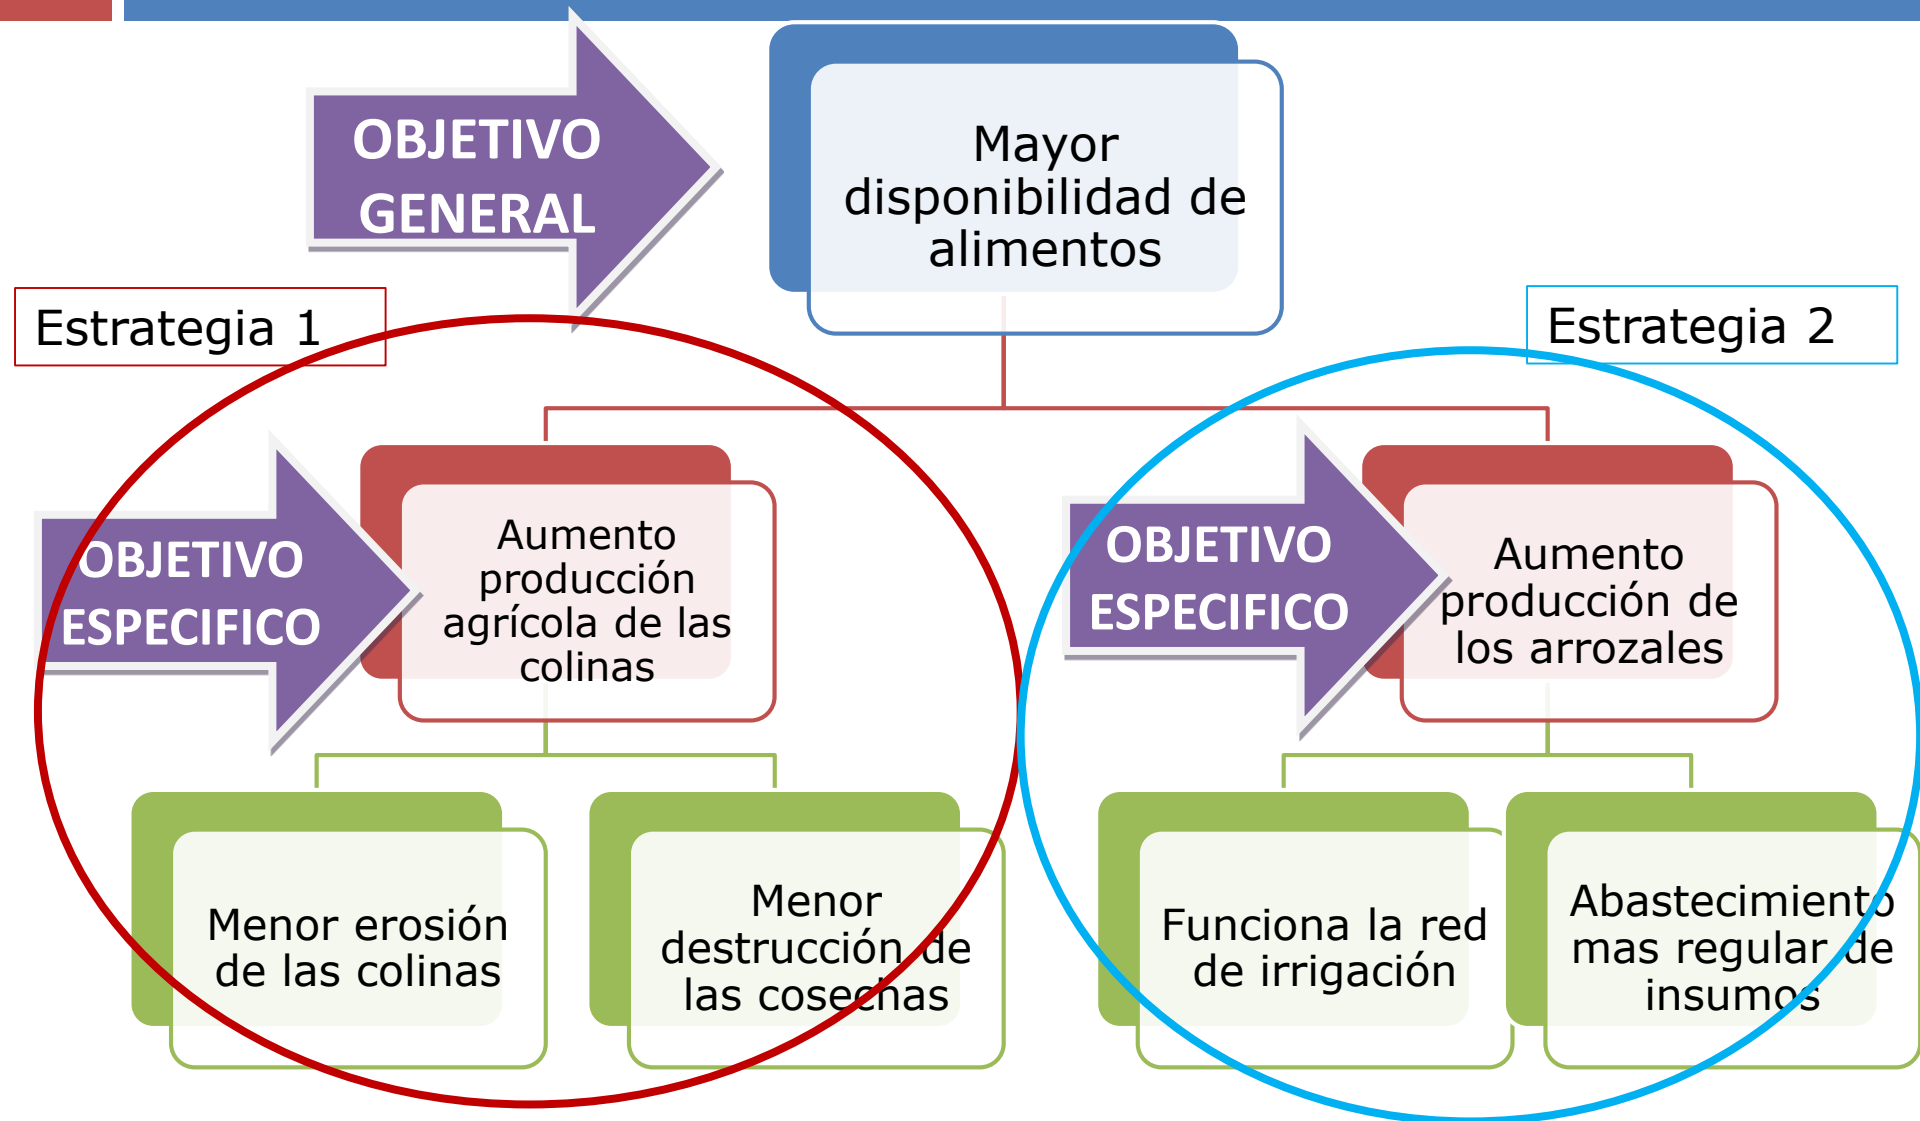 OBJETIVO
GENERAL
Mayor
disponibilidad de
alimentos
Estrategia 1
Estrategia 2
OBJETIVO
ESPECIFICO
Aumento
producción
agrícola de las
colinas
OBJETIVO
ESPECIFICO
Aumento
producción de
los arrozales
Menor erosión
de las colinas
Menor
destrucción de
las cosechas
Funciona la red
de irrigación
Abastecimiento
mas regular de
insumos